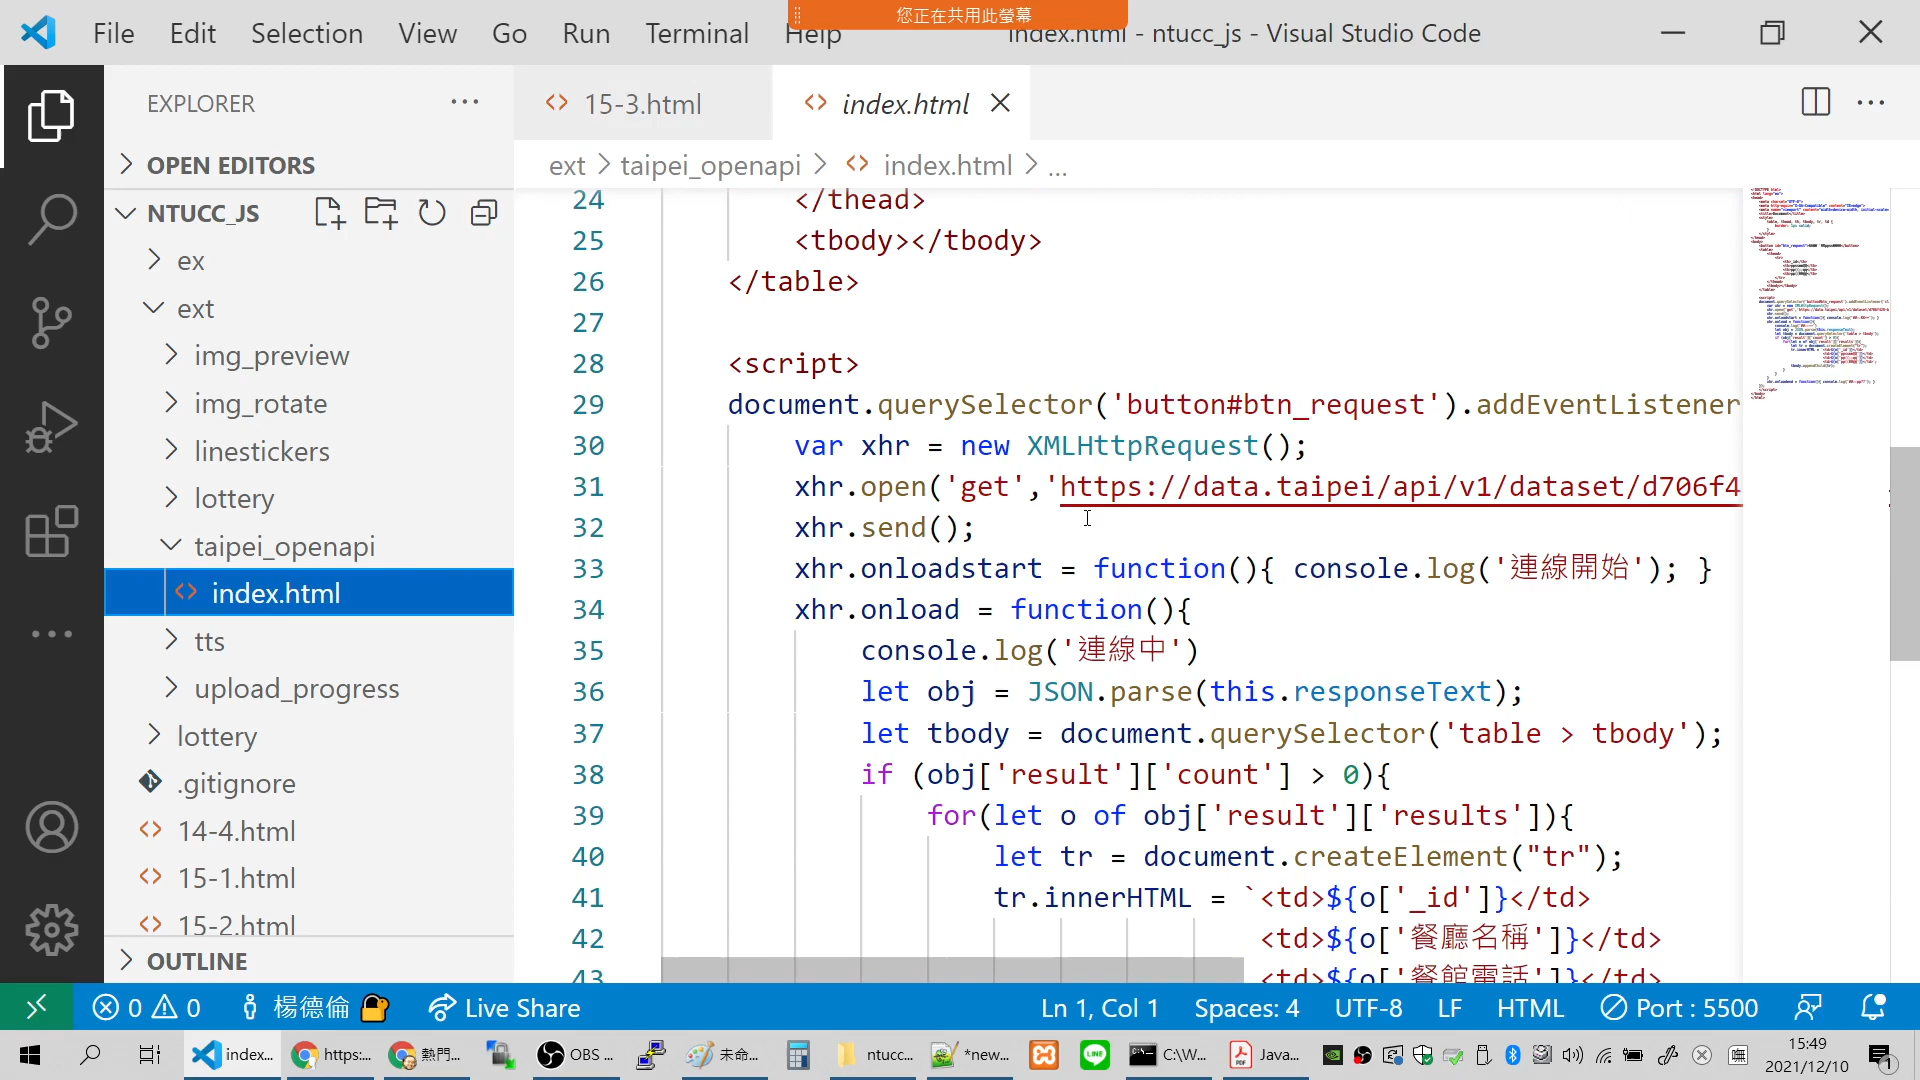 File Edit Selection View Go Run Terminal Help
您正在共用此螢幕
index.html - ntucc_js - Visual Studio Code
EXPLORER
15-3.html
index.html
OPEN EDITORS
ext > taipei_openapi > index.html > ...
NTUCC_JS
ex
ext
img_preview
img_rotate
linestickers
lottery
taipei_openapi
index.html
tts
upload_progress
lottery
.gitignore
14-4.html
15-1.html
15-2.html
OUTLINE
24 </thead>
25 <tbody></tbody>
26 </table>
27
28 <script>
29 document.querySelector('button#btn_request').addEventListener
30 var xhr = new XMLHttpRequest();
31 xhr.open('get','https://data.taipei/api/v1/dataset/d706f4
32 xhr.send();
33 xhr.onloadstart = function(){ console.log('連線開始'); }
34 xhr.onload = function(){
35 console.log('連線中')
36 let obj = JSON.parse(this.responseText);
37 let tbody = document.querySelector('table > tbody');
38 if (obj['result']['count'] > 0){
39 for(let o of obj['result']['results']){
40 let tr = document.createElement("tr");
41 tr.innerHTML = `<td>${o['_id']}</td>
42 <td>${o['餐廳名稱']}</td>
43 <td>${o['餐館電話']}</td>
0 0 楊德倫 Live Share Ln 1, Col 1 Spaces: 4 UTF-8 LF HTML Port : 5500
index... https:... 熱門... OBS ... 未命... ntucc... *new... LINE C:\W... Java... 嘸 15:49
2021/12/10 1